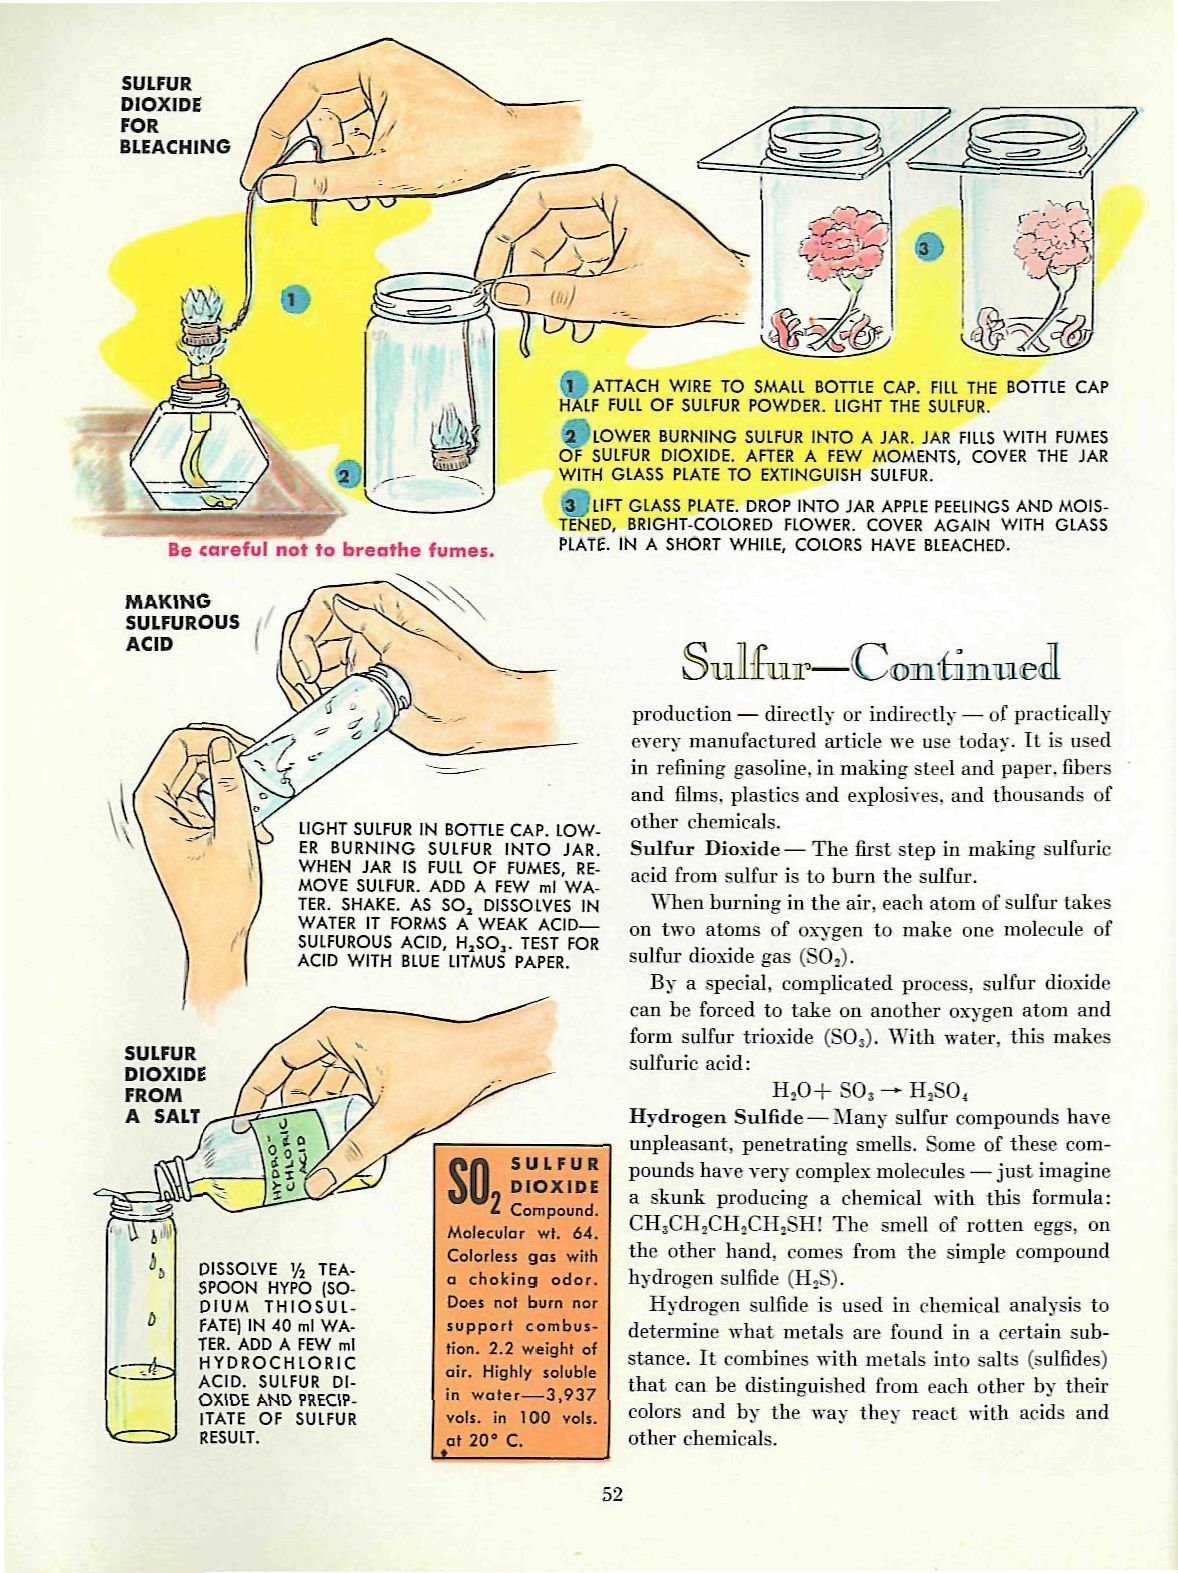 SULFUR
DIOXIDE
FOR
BLEACHING
1
2
3
1 ATTACH WIRE TO SMALL BOTTLE CAP. FILL THE BOTTLE CAP
HALF FULL OF SULFUR POWDER. LIGHT THE SULFUR.
2 LOWER BURNING SULFUR INTO A JAR. JAR FILLS WITH FUMES
OF SULFUR DIOXIDE. AFTER A FEW MOMENTS, COVER THE JAR
WITH GLASS PLATE TO EXTINGUISH SULFUR.
3 LIFT GLASS PLATE. DROP INTO JAR APPLE PEELINGS AND MOIS-
TENED, BRIGHT-COLORED FLOWER. COVER AGAIN WITH GLASS
PLATE. IN A SHORT WHILE, COLORS HAVE BLEACHED.
Be careful not to breathe fumes.
MAKING
SULFUROUS
ACID
LIGHT SULFUR IN BOTTLE CAP. LOW-
ER BURNING SULFUR INTO JAR.
WHEN JAR IS FULL OF FUMES, RE-
MOVE SULFUR. ADD A FEW ml WA-
TER. SHAKE. AS SO₂ DISSOLVES IN
WATER IT FORMS A WEAK ACID—
SULFUROUS ACID, H₂SO₃. TEST FOR
ACID WITH BLUE LITMUS PAPER.
SULFUR
DIOXIDE
FROM
A SALT
HYDRO-
CHLORIC
ACID
DISSOLVE ½ TEA-
SPOON HYPO (SO-
DIUM THIOSUL-
FATE) IN 40 ml WA-
TER. ADD A FEW ml
HYDROCHLORIC
ACID. SULFUR DI-
OXIDE AND PRECIP-
ITATE OF SULFUR
RESULT.
SO₂ SULFUR
DIOXIDE
Compound.
Molecular wt. 64.
Colorless gas with
a choking odor.
Does not burn nor
support combus-
tion. 2.2 weight of
air. Highly soluble
in water—3,937
vols. in 100 vols.
at 20° C.
Sulfur—Continued
production — directly or indirectly — of practically
every manufactured article we use today. It is used
in refining gasoline, in making steel and paper, fibers
and films, plastics and explosives, and thousands of
other chemicals.
Sulfur Dioxide — The first step in making sulfuric
acid from sulfur is to burn the sulfur.
When burning in the air, each atom of sulfur takes
on two atoms of oxygen to make one molecule of
sulfur dioxide gas (SO₂).
By a special, complicated process, sulfur dioxide
can be forced to take on another oxygen atom and
form sulfur trioxide (SO₃). With water, this makes
sulfuric acid:
H₂O + SO₃ → H₂SO₄
Hydrogen Sulfide — Many sulfur compounds have
unpleasant, penetrating smells. Some of these com-
pounds have very complex molecules — just imagine
a skunk producing a chemical with this formula:
CH₃CH₂CH₂CH₂SH! The smell of rotten eggs, on
the other hand, comes from the simple compound
hydrogen sulfide (H₂S).
Hydrogen sulfide is used in chemical analysis to
determine what metals are found in a certain sub-
stance. It combines with metals into salts (sulfides)
that can be distinguished from each other by their
colors and by the way they react with acids and
other chemicals.
52